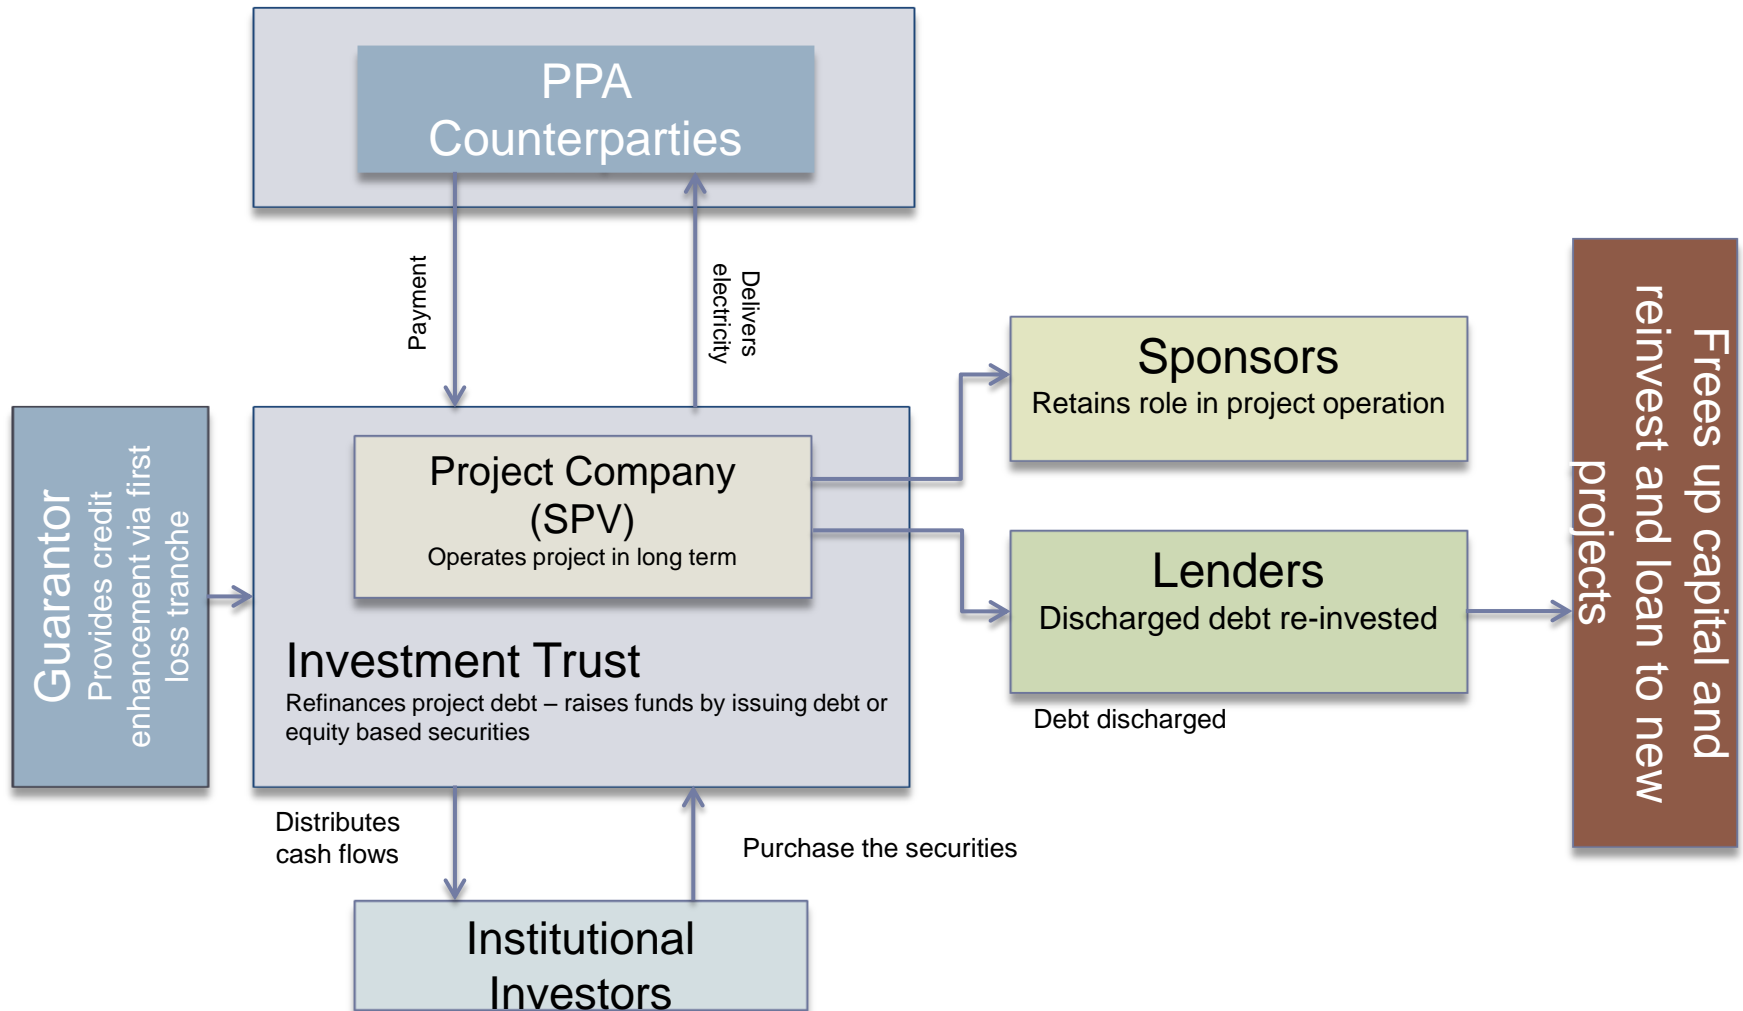 PPA
Counterparties
Payment
Delivers
electricity
Guarantor
Provides credit
enhancement via first
loss tranche
Project Company
(SPV)
Operates project in long term
Investment Trust
Refinances project debt – raises funds by issuing debt or
equity based securities
Sponsors
Retains role in project operation
Lenders
Discharged debt re-invested
Debt discharged
Frees up capital and
reinvest and loan to new
projects
Distributes
cash flows
Purchase the securities
Institutional
Investors